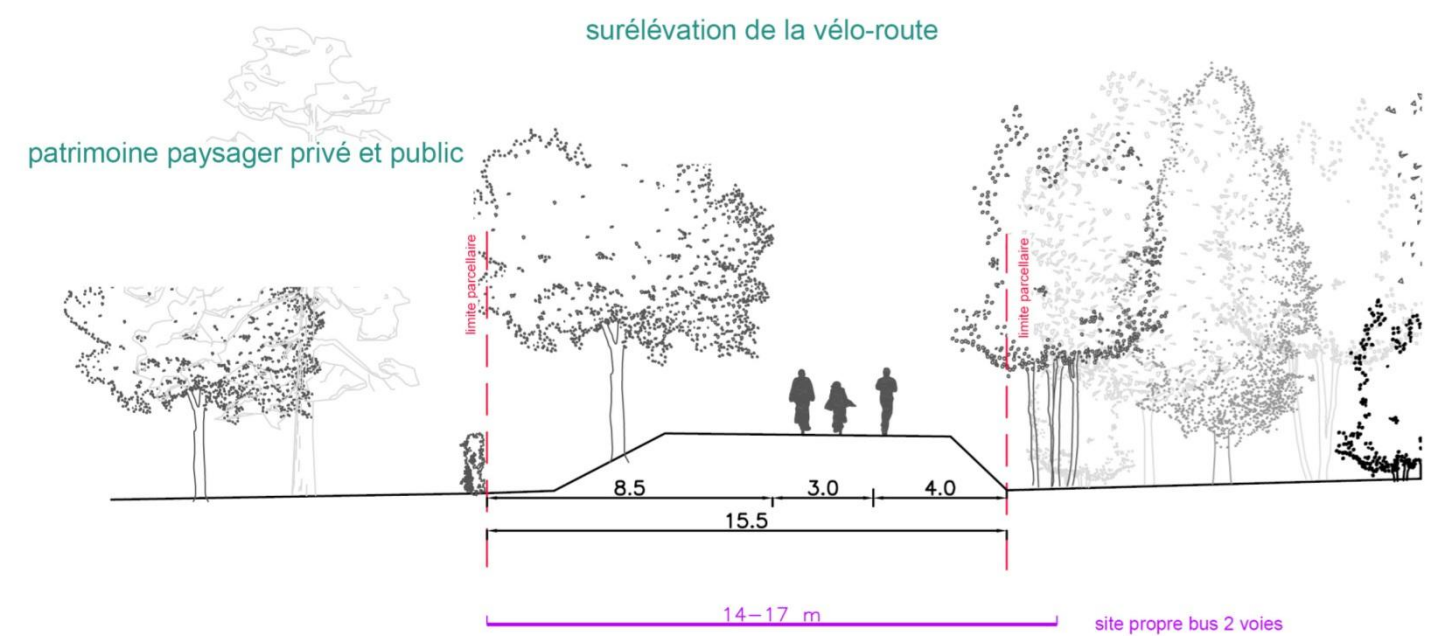 surélévation de la vélo-route
patrimoine paysager privé et public
limite parcellaire
limite parcellaire
8.5
3.0
4.0
15.5
14-17 m
site propre bus 2 voies